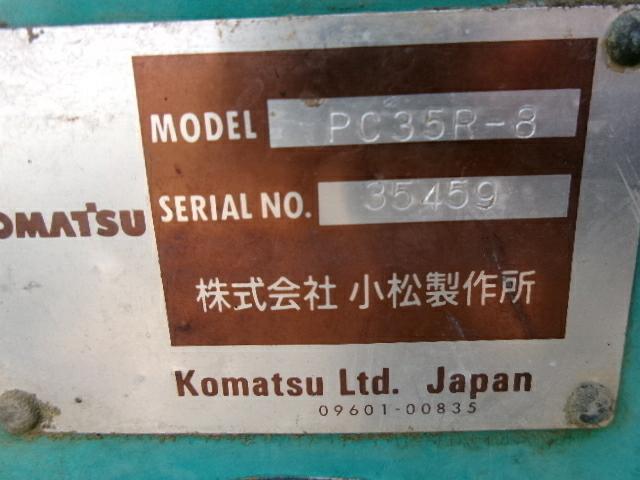 MODEL PC35R-8
OMATSU SERIAL NO. 35459
株式会社 小松製作所
Komatsu Ltd. Japan
09601-00835